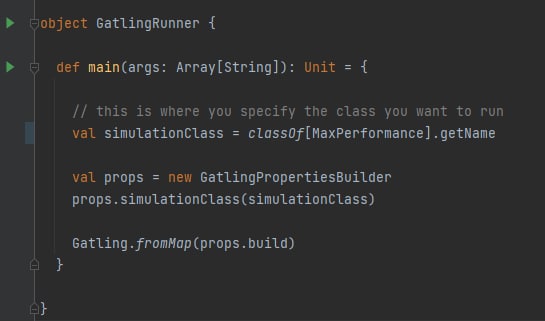 object GatlingRunner {
def main(args: Array[String]): Unit = {
// this is where you specify the class you want to run
val simulationClass = classOf[MaxPerformance].getName
val props = new GatlingPropertiesBuilder
props.simulationClass(simulationClass)
Gatling.fromMap(props.build)
}
}